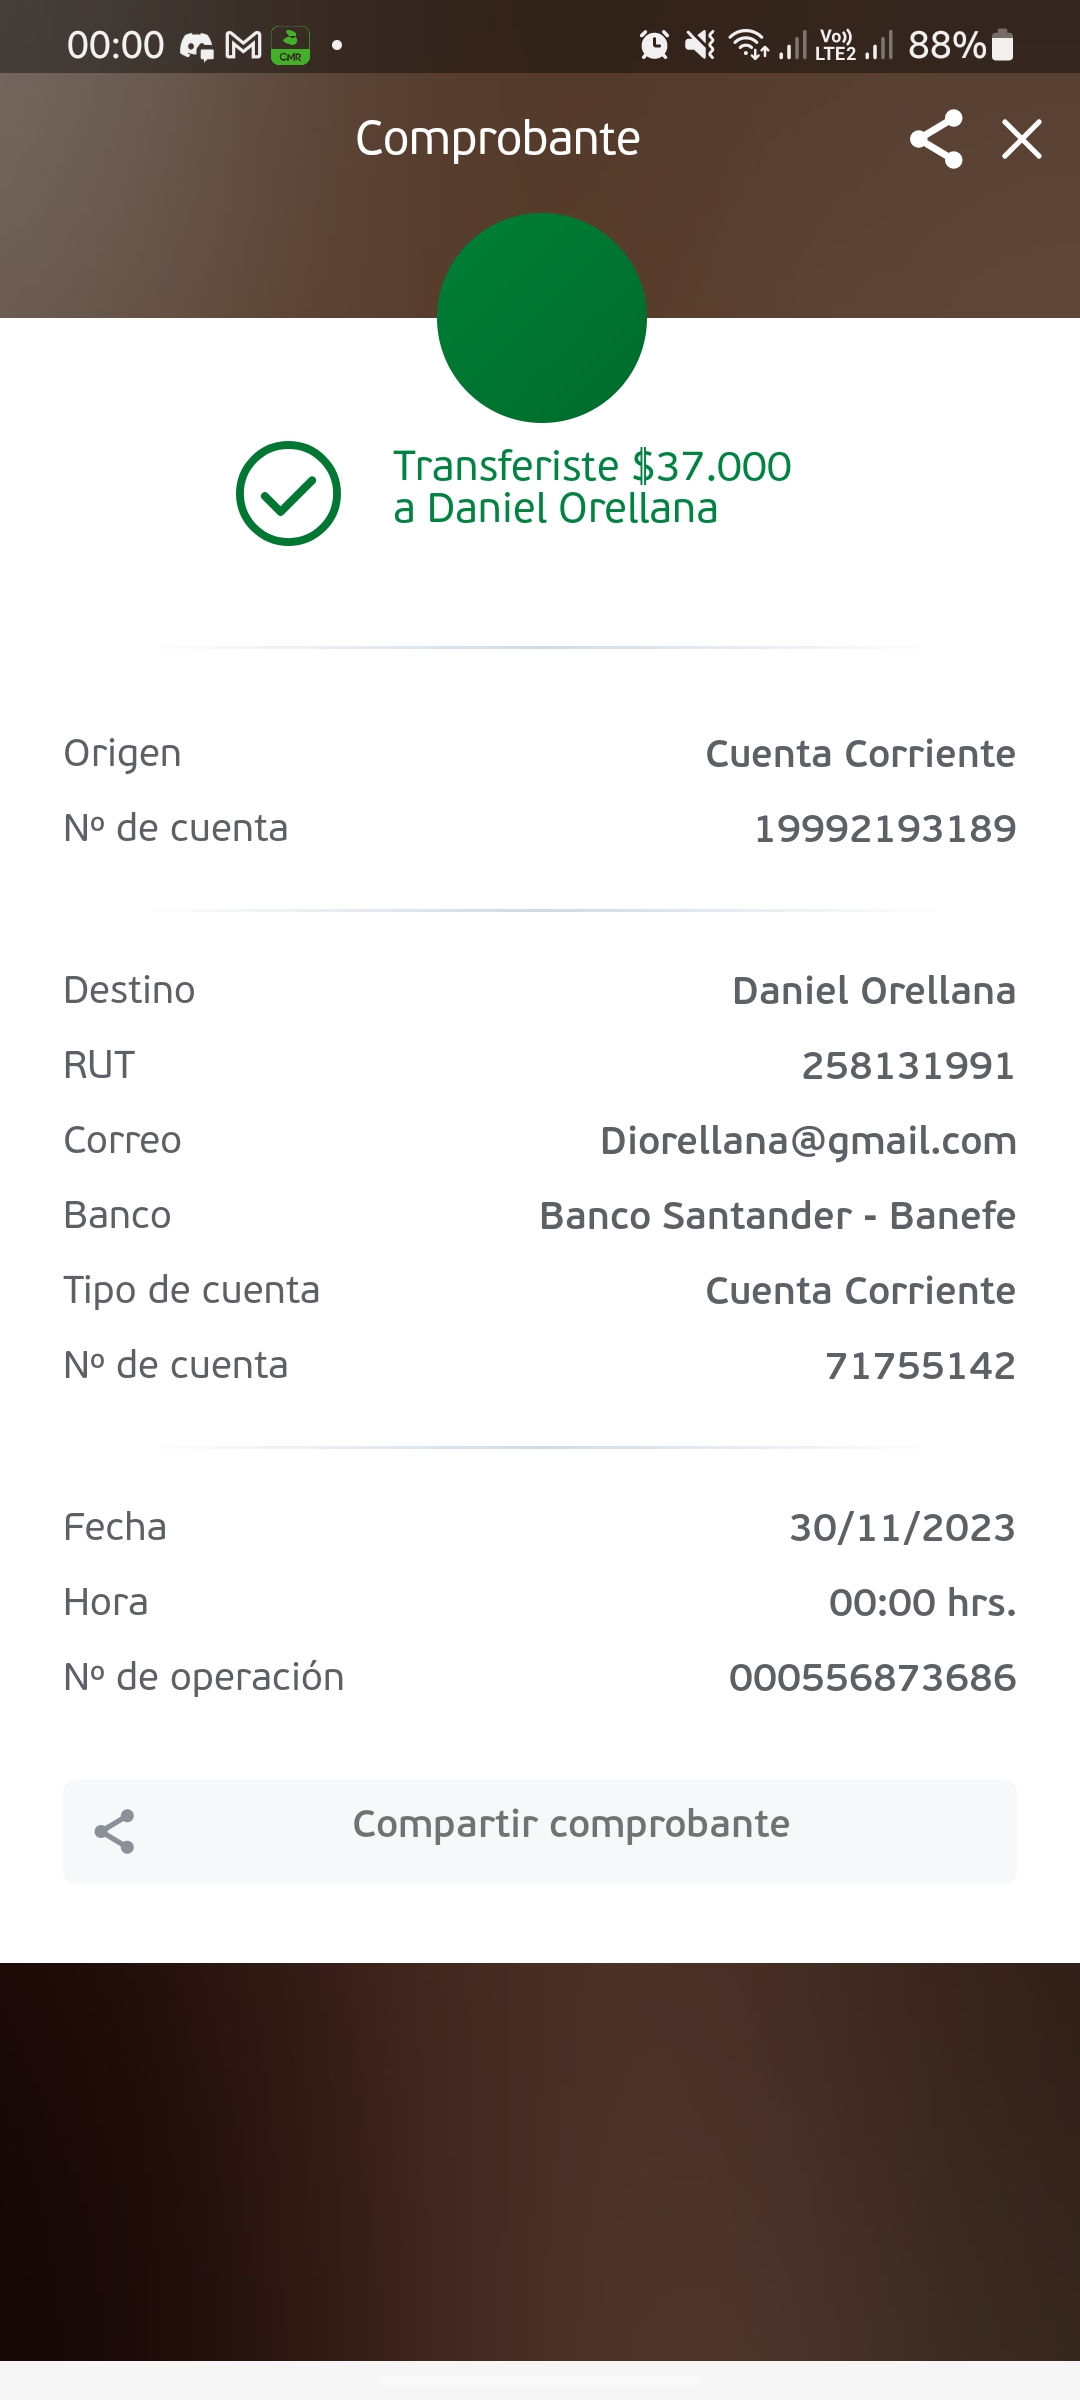 00:00
CMR
Vo))
LTE2
88%
Comprobante
Transferiste $37.000
a Daniel Orellana
Origen Cuenta Corriente
Nº de cuenta 19992193189
Destino Daniel Orellana
RUT 258131991
Correo Diorellana@gmail.com
Banco Banco Santander - Banefe
Tipo de cuenta Cuenta Corriente
Nº de cuenta 71755142
Fecha 30/11/2023
Hora 00:00 hrs.
Nº de operación 000556873686
Compartir comprobante